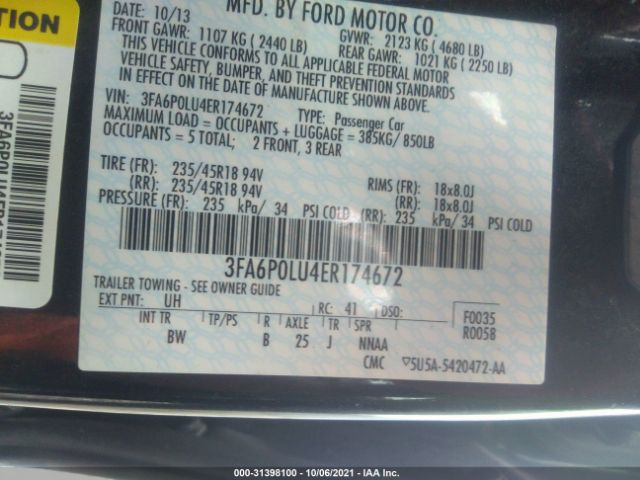 TION
DATE: 10/13 MFD. BY FORD MOTOR CO.
FRONT GAWR: 1107 KG ( 2440 LB) GVWR: 2123 KG ( 4680 LB)
REAR GAWR: 1021 KG ( 2250 LB)
THIS VEHICLE CONFORMS TO ALL APPLICABLE FEDERAL MOTOR
VEHICLE SAFETY, BUMPER, AND THEFT PREVENTION STANDARDS
IN EFFECT ON THE DATE OF MANUFACTURE SHOWN ABOVE.
VIN: 3FA6P0LU4ER174672 TYPE: Passenger Car
MAXIMUM LOAD = OCCUPANTS + LUGGAGE = 385KG/ 850LB
OCCUPANTS = 5 TOTAL; 2 FRONT, 3 REAR
TIRE (FR): 235/45R18 94V RIMS (FR): 18x8.0J
(RR): 235/45R18 94V (RR): 18x8.0J
PRESSURE (FR): 235 kPa/ 34 PSI COLD (RR): 235 kPa/ 34 PSI COLD
3FA6P0LU4ER174672
TRAILER TOWING - SEE OWNER GUIDE
EXT PNT: UH RC: 41 DSO: F0035
R0058
INT TR TP/PS R AXLE TR SPR
BW B 25 J NNAA
CMC 5U5A-5420472-AA
000-31398100 - 10/06/2021 - IAA Inc.